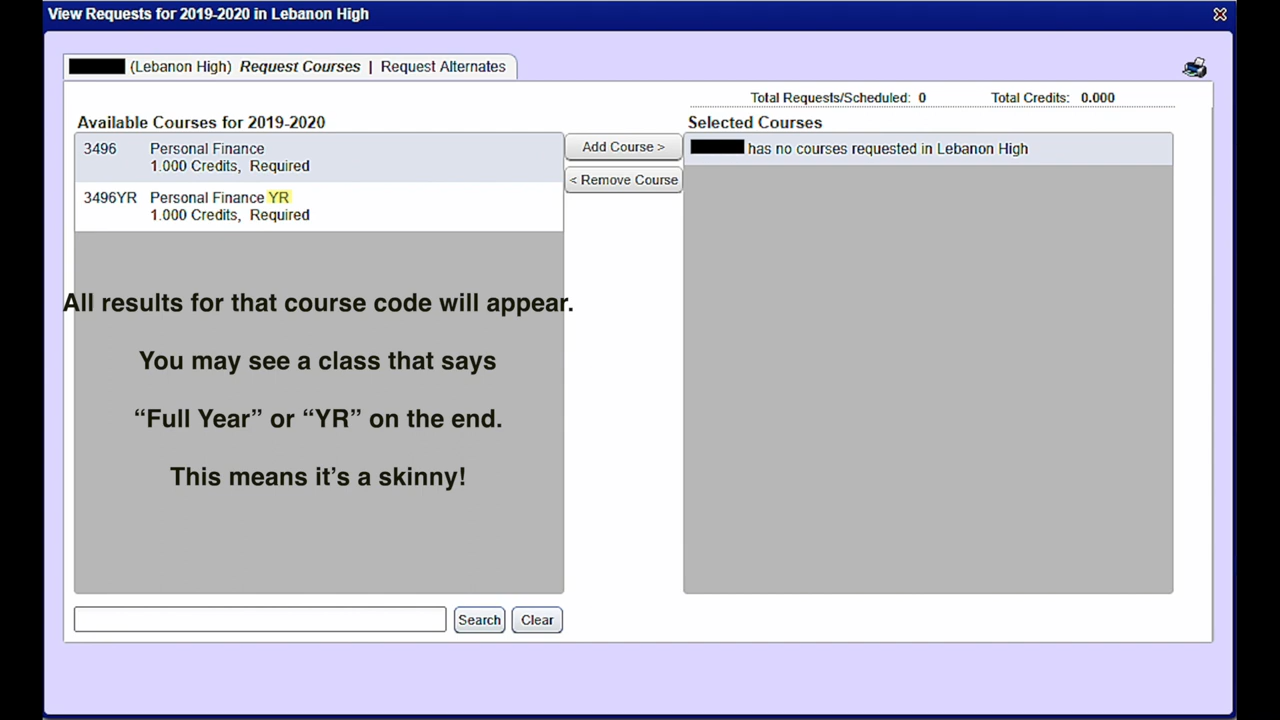 View Requests for 2019-2020 in Lebanon High
(Lebanon High) Request Courses | Request Alternates
Total Requests/Scheduled: 0 Total Credits: 0.000
Available Courses for 2019-2020
Selected Courses
3496 Personal Finance
1.000 Credits, Required
3496YR Personal Finance YR
1.000 Credits, Required
Add Course >
< Remove Course
has no courses requested in Lebanon High
All results for that course code will appear.
You may see a class that says
“Full Year” or “YR” on the end.
This means it’s a skinny!
Search Clear